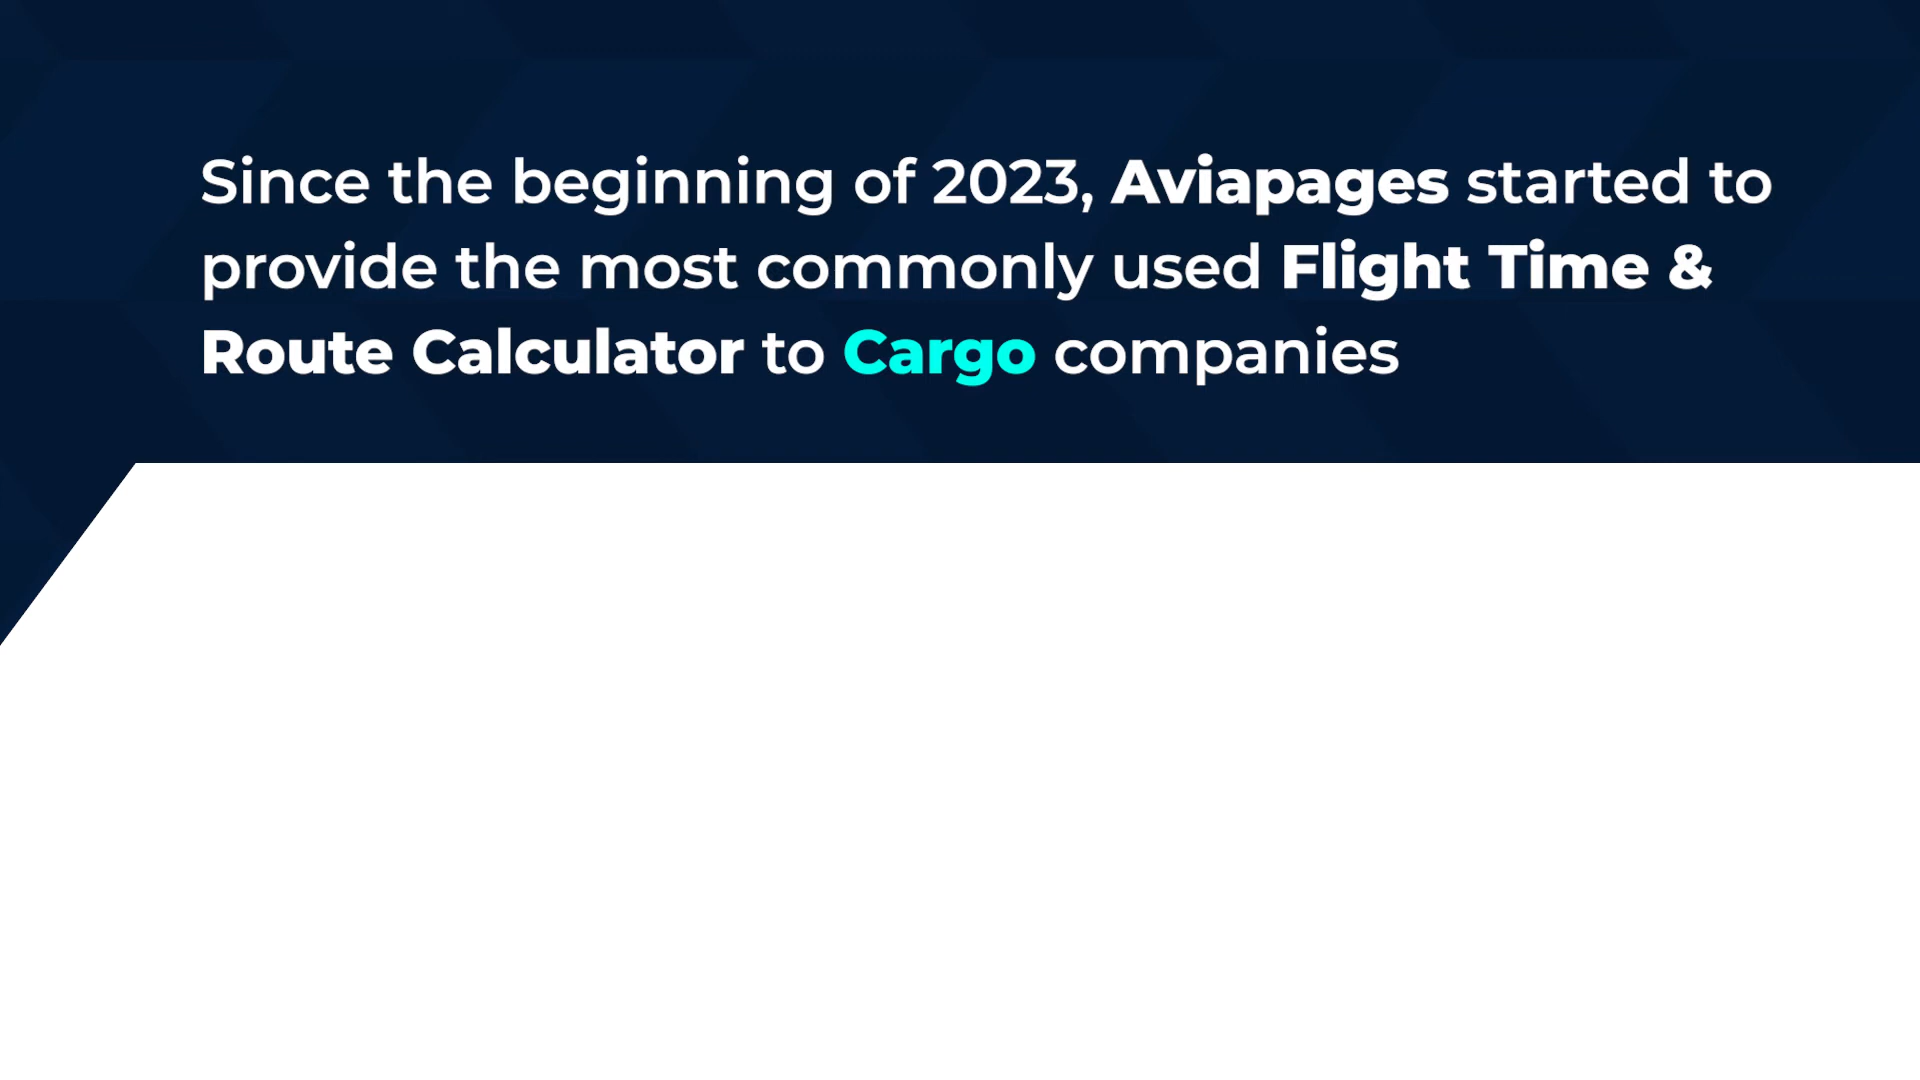 Since the beginning of 2023, Aviapages started to
provide the most commonly used Flight Time &
Route Calculator to Cargo companies